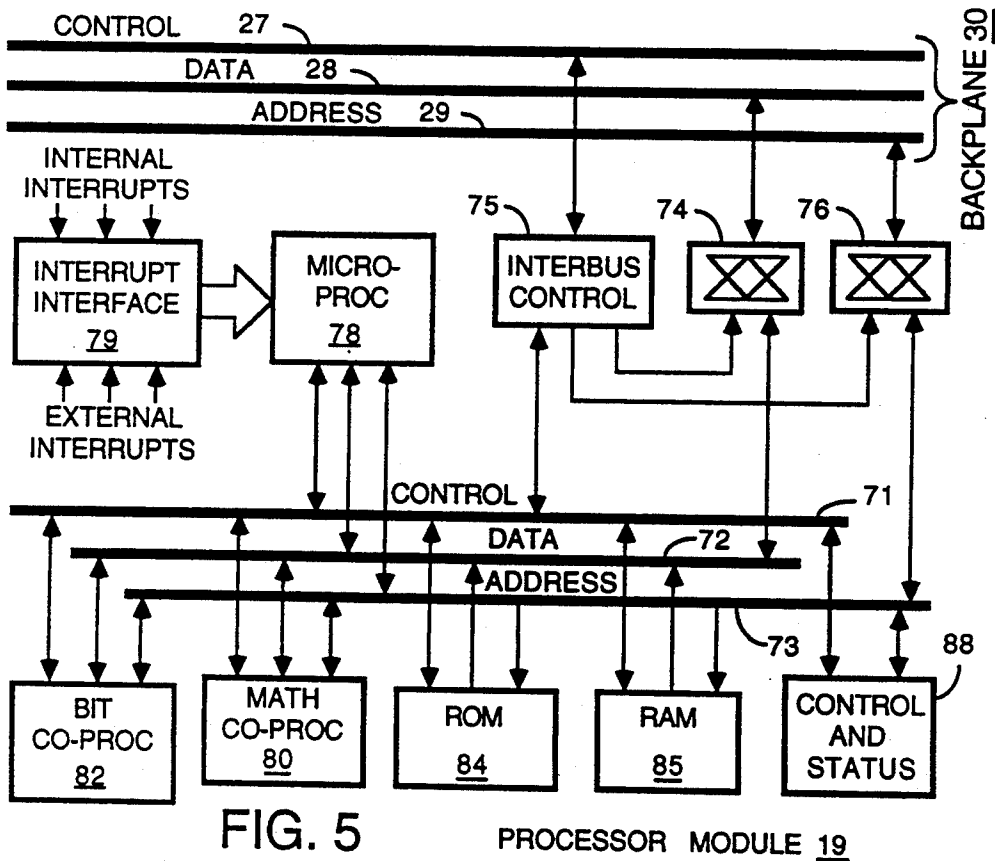 CONTROL 27
DATA 28
ADDRESS 29
BACKPLANE 30
INTERNAL
INTERRUPTS
INTERRUPT
INTERFACE
79
EXTERNAL
INTERRUPTS
MICRO-
PROC
78
75
INTERBUS
CONTROL
74
76
CONTROL
71
DATA
72
ADDRESS
73
88
BIT
CO-PROC
82
MATH
CO-PROC
80
ROM
84
RAM
85
CONTROL
AND
STATUS
FIG. 5
PROCESSOR MODULE 19